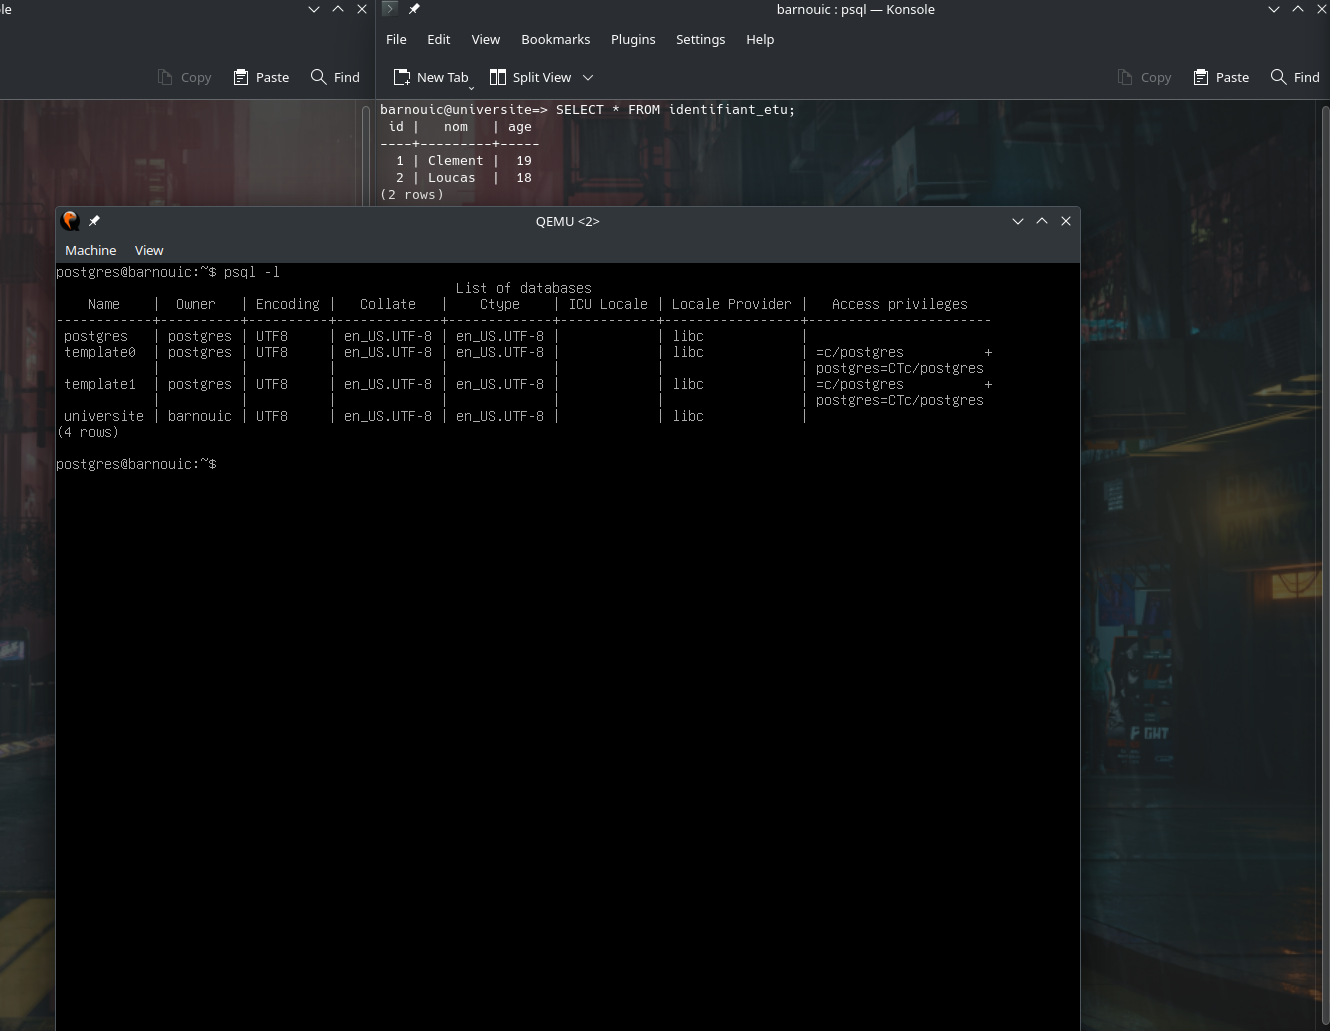 le
barnouic : psql — Konsole
File Edit View Bookmarks Plugins Settings Help
Copy Paste Find
New Tab Split View
Copy Paste Find
barnouic@universite=> SELECT * FROM identifiant_etu;
 id |   nom   | age
----+---------+-----
  1 | Clement |  19
  2 | Loucas  |  18
(2 rows)
QEMU <2>
Machine View
postgres@barnouic:~$ psql -l
                                                  List of databases
    Name    |  Owner   | Encoding |   Collate   |    Ctype    | ICU Locale | Locale Provider |   Access privileges
------------+----------+----------+-------------+-------------+------------+-----------------+-----------------------
 postgres   | postgres | UTF8     | en_US.UTF-8 | en_US.UTF-8 |            | libc            |
 template0  | postgres | UTF8     | en_US.UTF-8 | en_US.UTF-8 |            | libc            | =c/postgres          +
            |          |          |             |             |            |                 | postgres=CTc/postgres
 template1  | postgres | UTF8     | en_US.UTF-8 | en_US.UTF-8 |            | libc            | =c/postgres          +
            |          |          |             |             |            |                 | postgres=CTc/postgres
 universite | barnouic | UTF8     | en_US.UTF-8 | en_US.UTF-8 |            | libc            |
(4 rows)
postgres@barnouic:~$